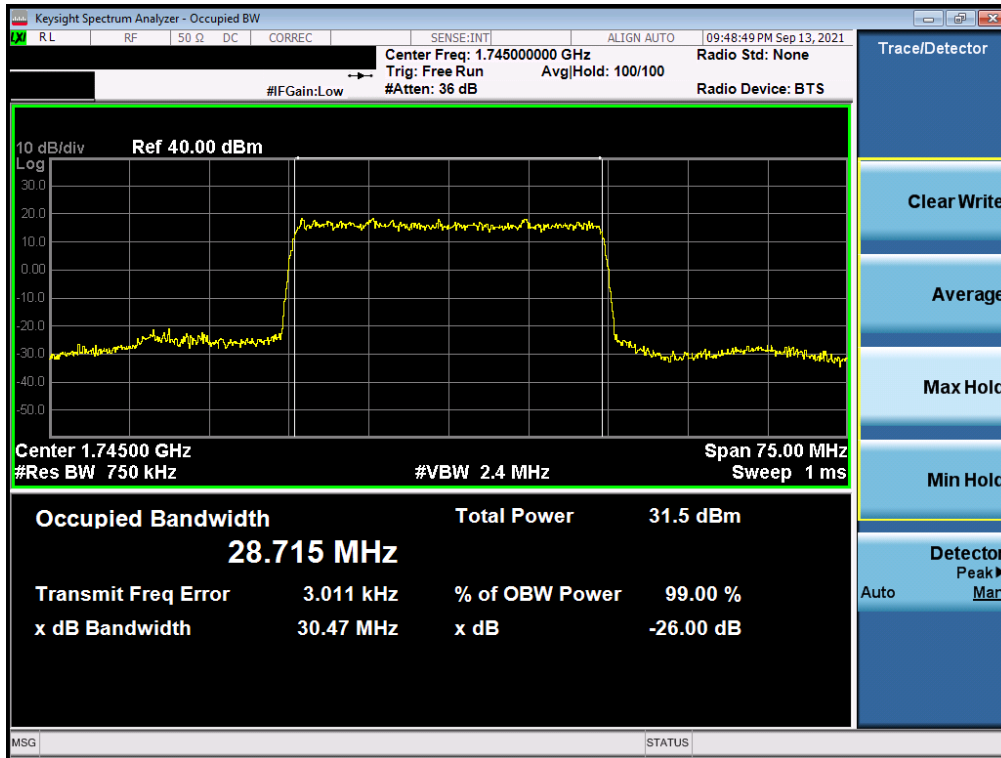 Keysight Spectrum Analyzer - Occupied BW
LXI RL RF 50 Ω DC CORREC SENSE:INT ALIGN AUTO 09:48:49 PM Sep 13, 2021
Center Freq: 1.745000000 GHz Radio Std: None
Trig: Free Run Avg|Hold: 100/100
#IFGain:Low #Atten: 36 dB Radio Device: BTS
Trace/Detector
10 dB/div Ref 40.00 dBm
Log
30.0
20.0
10.0
0.00
-10.0
-20.0
-30.0
-40.0
-50.0
Center 1.74500 GHz Span 75.00 MHz
#Res BW 750 kHz #VBW 2.4 MHz Sweep 1 ms
Occupied Bandwidth Total Power 31.5 dBm
28.715 MHz
Transmit Freq Error 3.011 kHz % of OBW Power 99.00 %
x dB Bandwidth 30.47 MHz x dB -26.00 dB
Clear Write
Average
Max Hold
Min Hold
Detector
Peak
Auto Man
MSG STATUS